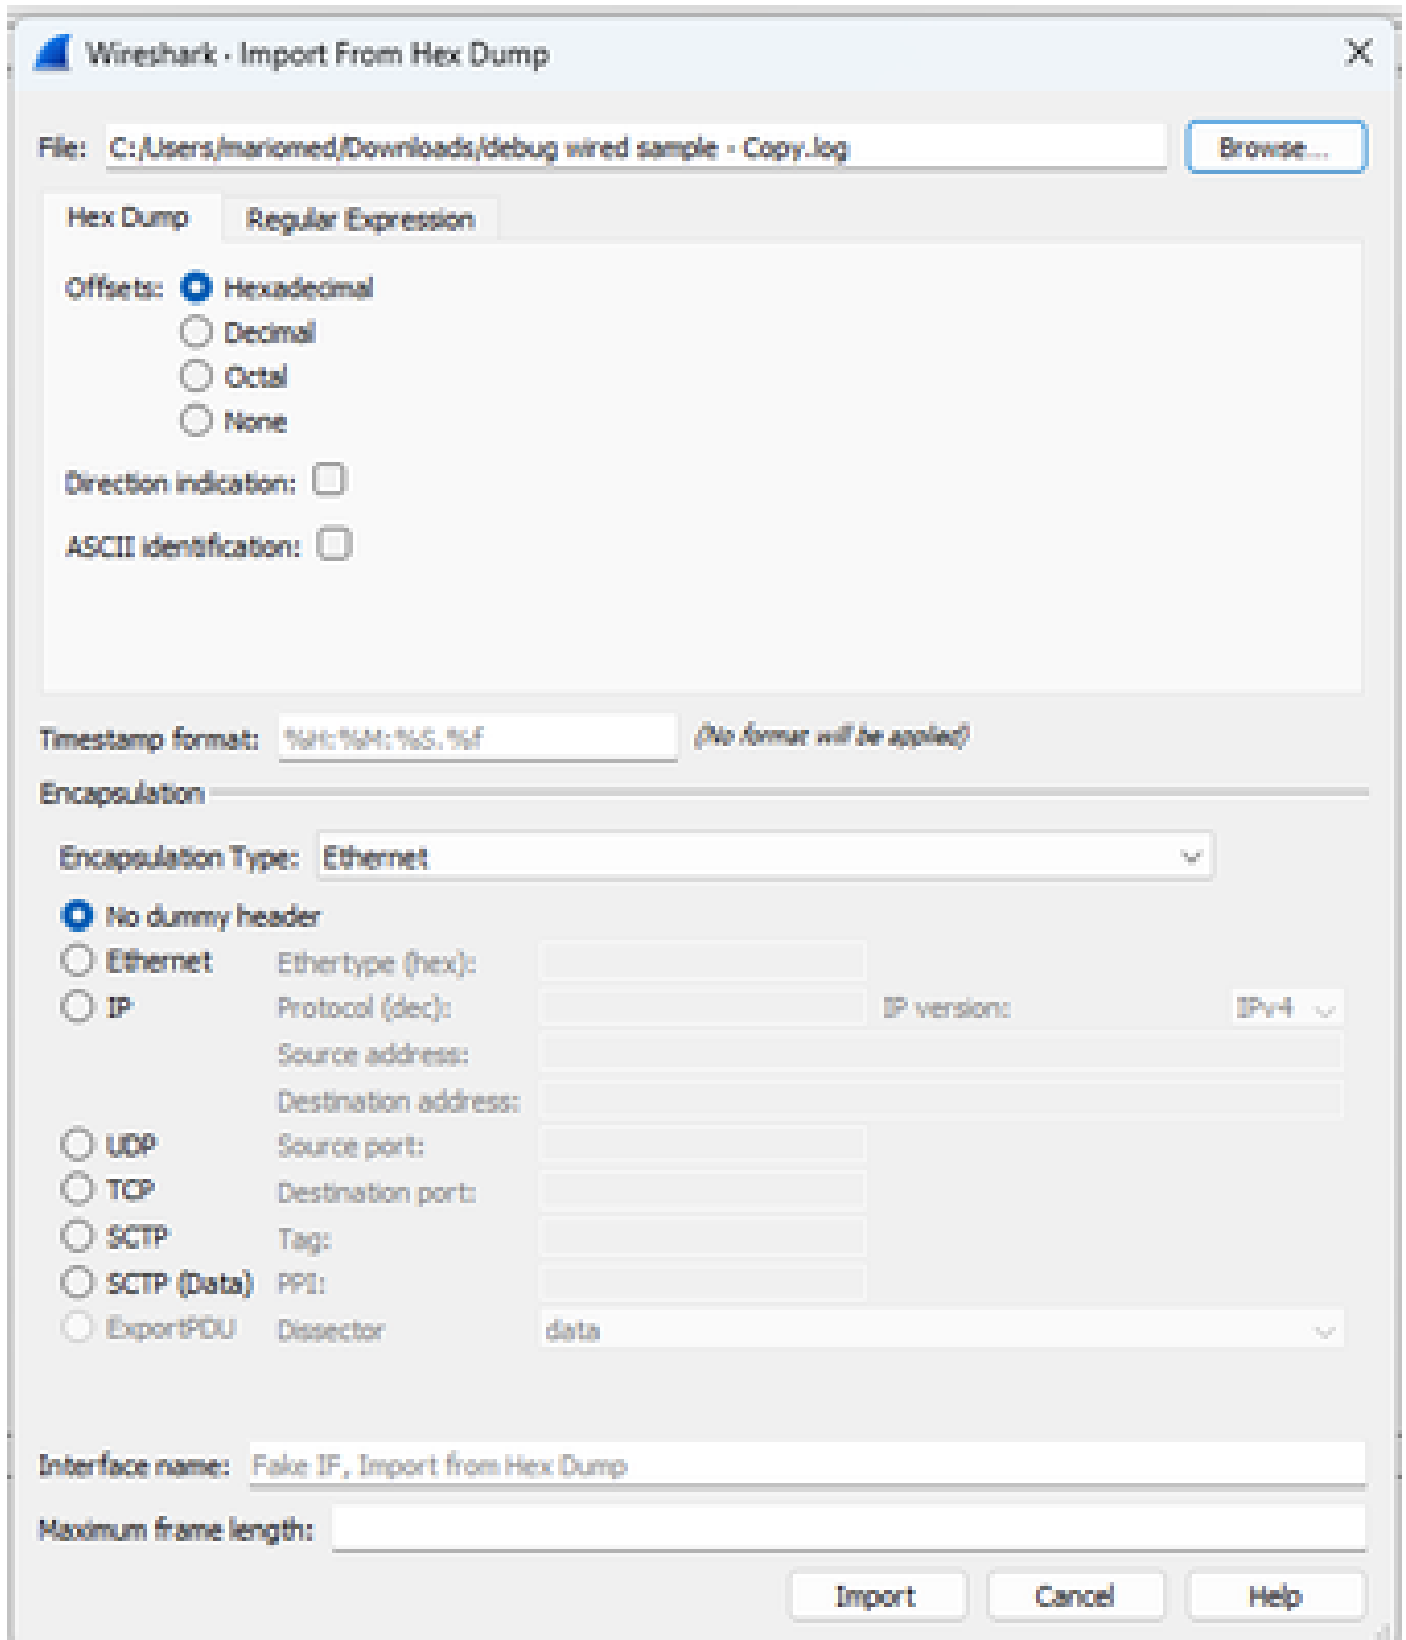 Wireshark · Import From Hex Dump
File: C:/Users/mariomed/Downloads/debug wired sample - Copy.log Browse...
Hex Dump Regular Expression
Offsets: Hexadecimal
Decimal
Octal
None
Direction indication:
ASCII identification:
Timestamp format: %H:%M:%S.%f (No format will be applied)
Encapsulation
Encapsulation Type: Ethernet
No dummy header
Ethernet Ethertype (hex):
IP Protocol (dec): IP version: IPv4
Source address:
Destination address:
UDP Source port:
TCP Destination port:
SCTP Tag:
SCTP (Data) PPI:
ExportPDU Dissector data
Interface name: Fake IF, Import from Hex Dump
Maximum frame length:
Import Cancel Help